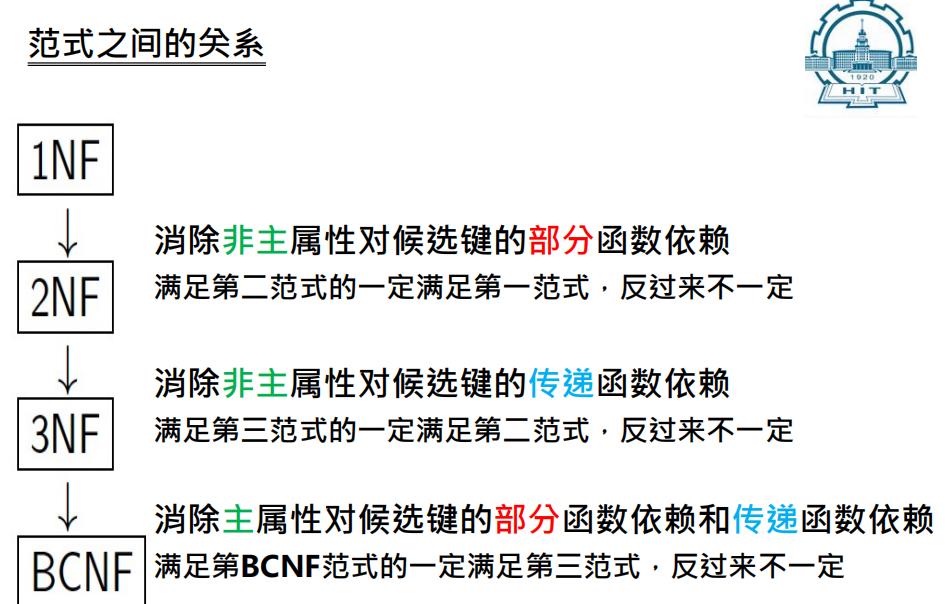 范式之间的关系
1920
HIT
1NF
↓
消除非主属性对候选键的部分函数依赖
2NF
满足第二范式的一定满足第一范式，反过来不一定
↓
消除非主属性对候选键的传递函数依赖
3NF
满足第三范式的一定满足第二范式，反过来不一定
↓
消除主属性对候选键的部分函数依赖和传递函数依赖
BCNF
满足第BCNF范式的一定满足第三范式，反过来不一定